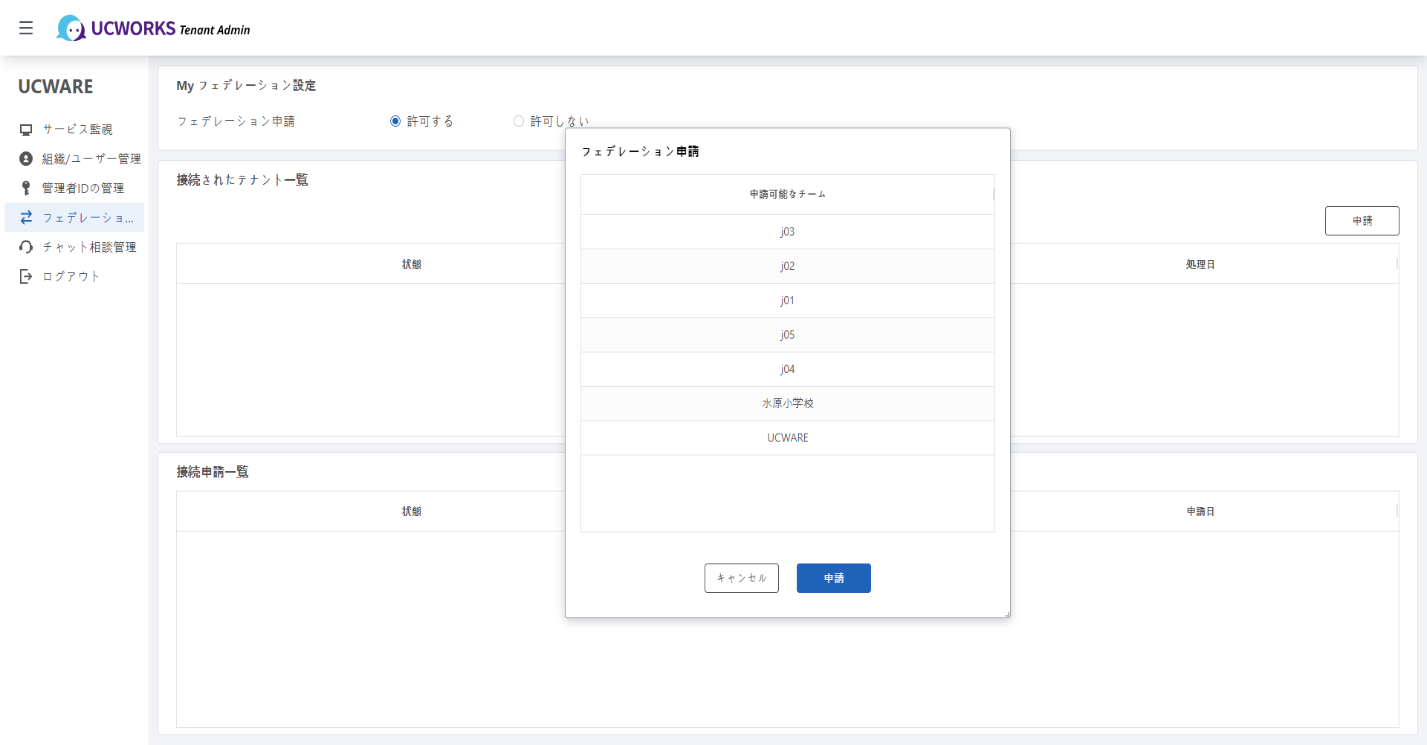 UCWORKS Tenant Admin
UCWARE
サービス監視
組織/ユーザー管理
管理者IDの管理
フェデレーショ...
チャット相談管理
ログアウト
My フェデレーション設定
フェデレーション申請 許可する 許可しない
接続されたテナント一覧
申請
状態 処理日
接続申請一覧
状態 申請日
フェデレーション申請
申請可能なチーム
j03
j02
j01
j05
j04
水原小学校
UCWARE
キャンセル 申請